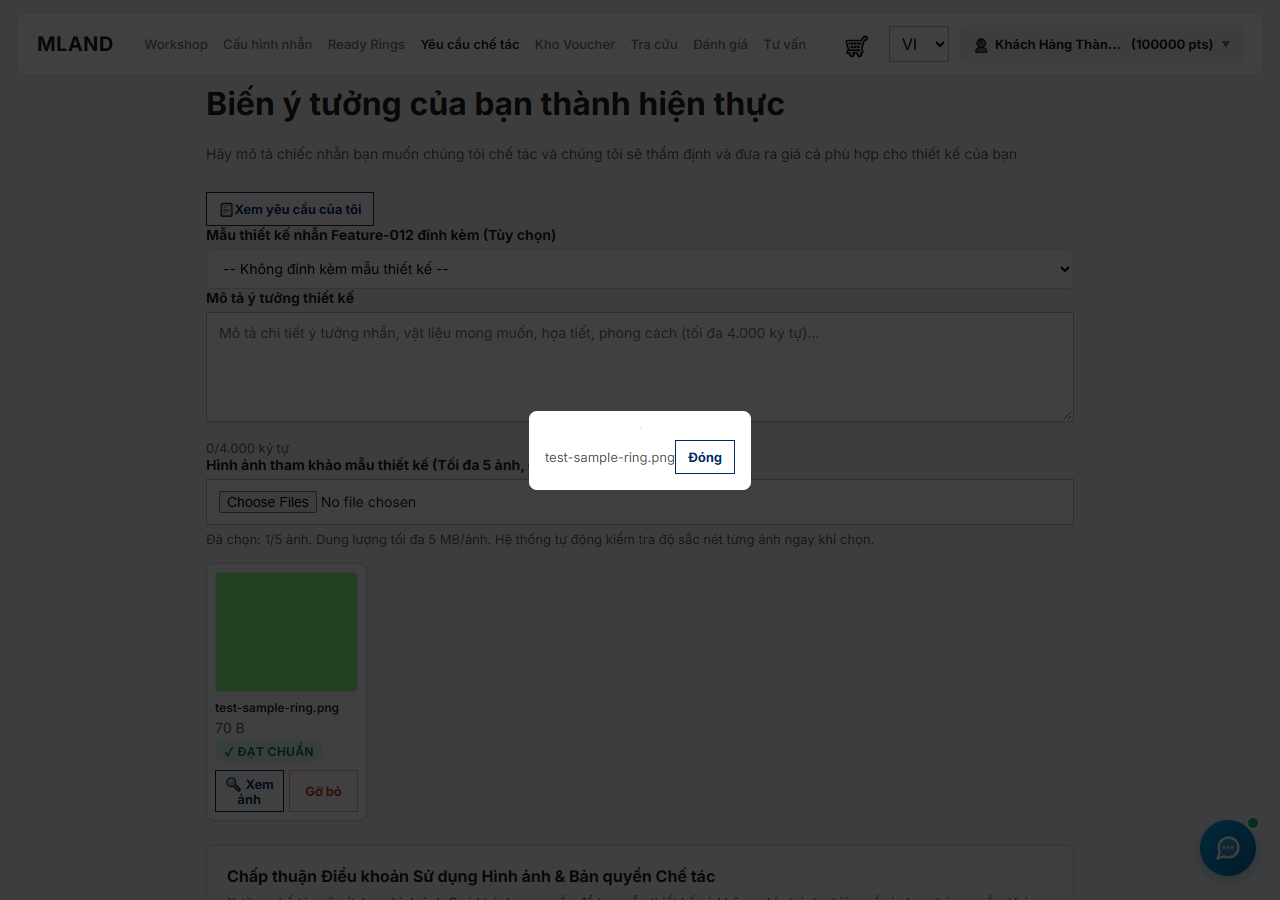 MLAND
Workshop Cấu hình nhẫn Ready Rings Yêu cầu chế tác Kho Voucher Tra cứu Đánh giá Tư vấn
VI
Khách Hàng Thàn... (100000 pts) ▼
Biến ý tưởng của bạn thành hiện thực
Hãy mô tả chiếc nhẫn bạn muốn chúng tôi chế tác và chúng tôi sẽ thẩm định và đưa ra giá cả phù hợp cho thiết kế của bạn
Xem yêu cầu của tôi
Mẫu thiết kế nhẫn Feature-012 đính kèm (Tùy chọn)
-- Không đính kèm mẫu thiết kế --
Mô tả ý tưởng thiết kế
Mô tả chi tiết ý tưởng nhẫn, vật liệu mong muốn, họa tiết, phong cách (tối đa 4.000 ký tự)...
0/4.000 ký tự
Hình ảnh tham khảo mẫu thiết kế (Tối đa 5 ảnh,
test-sample-ring.png Đóng
Choose Files No file chosen
Đã chọn: 1/5 ảnh. Dung lượng tối đa 5 MB/ảnh. Hệ thống tự động kiểm tra độ sắc nét từng ảnh ngay khi chọn.
test-sample-ring.png
70 B
✓ ĐẠT CHUẨN
🔍 Xem ảnh
Gỡ bỏ
Chấp thuận Điều khoản Sử dụng Hình ảnh & Bản quyền Chế tác